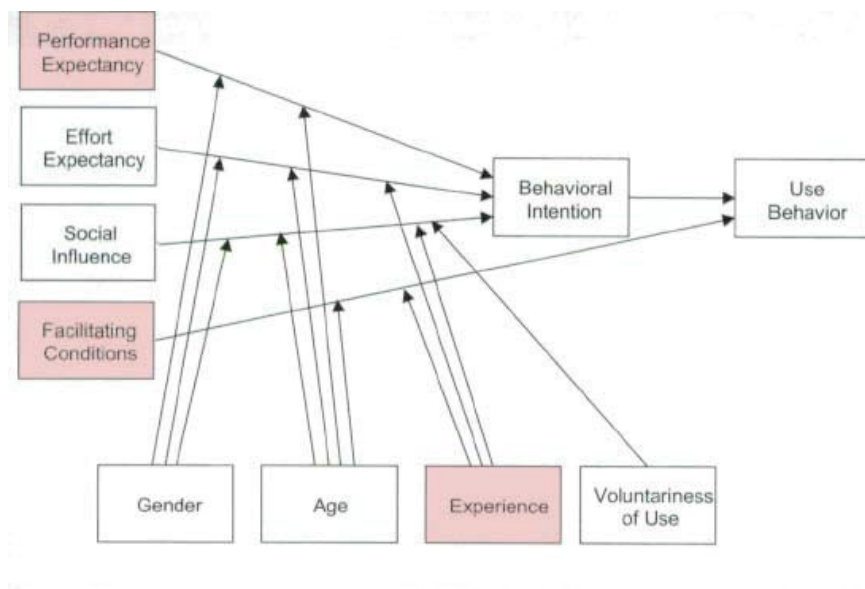 Performance
Expectancy
Effort
Expectancy
Social
Influence
Facilitating
Conditions
Behavioral
Intention
Use
Behavior
Gender
Age
Experience
Voluntariness
of Use